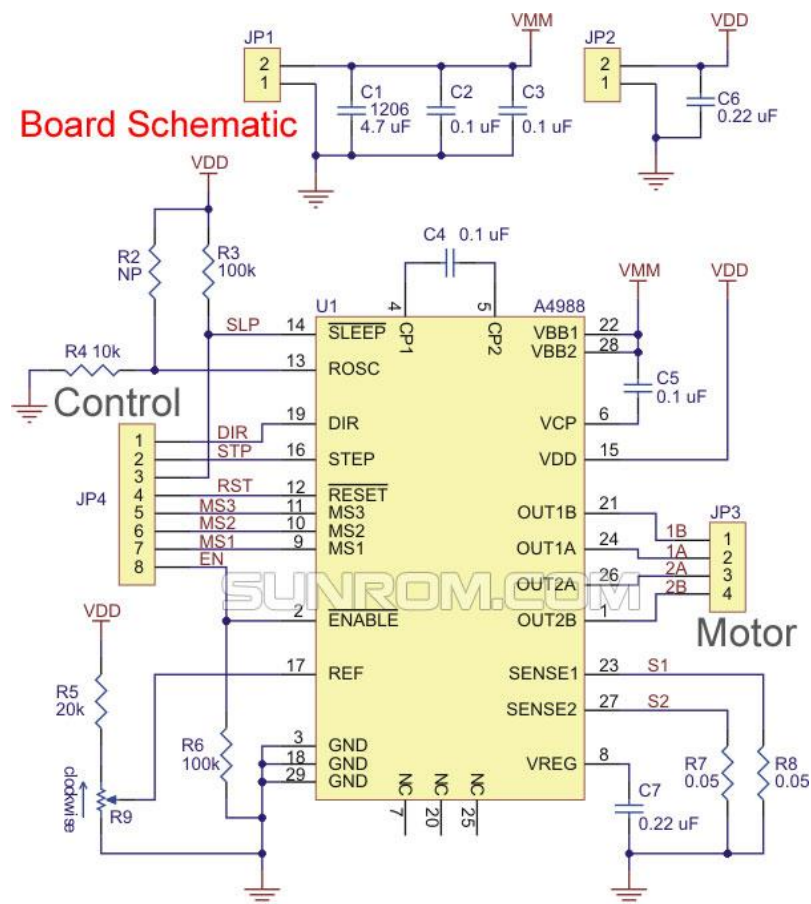 JP1
2
1
VMM
C1
1206
4.7 uF
C2
0.1 uF
C3
0.1 uF
JP2
2
1
VDD
C6
0.22 uF
Board Schematic
VDD
R2
NP
R3
100k
C4 0.1 uF
VMM
VDD
U1
4
5
A4988
CP1
CP2
SLP
14
SLEEP
R4 10k
13
ROSC
Control
VBB1
22
VBB2
28
C5
0.1 uF
VCP
6
VDD
15
JP4
1
2
3
4
5
6
7
8
DIR
19
DIR
STP
16
STEP
RST
12
RESET
MS3
11
MS3
MS2
10
MS2
MS1
9
MS1
EN
2
ENABLE
OUT1B
21
OUT1A
24
OUT2A
26
OUT2B
1
1B
1A
2A
2B
JP3
1
2
3
4
Motor
SUNROM.COM
VDD
R5
20k
clockwise
R9
17
REF
R6
100k
3
GND
18
GND
29
GND
NC
7
NC
20
NC
25
SENSE1
23
S1
SENSE2
27
S2
VREG
8
C7
0.22 uF
R7
0.05
R8
0.05